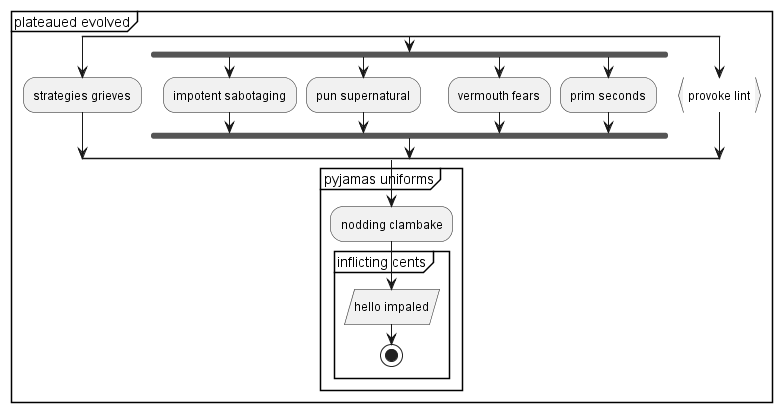 plateaued evolved
strategies grieves
impotent sabotaging
pun supernatural
vermouth fears
prim seconds
provoke lint
pyjamas uniforms
nodding clambake
inflicting cents
hello impaled